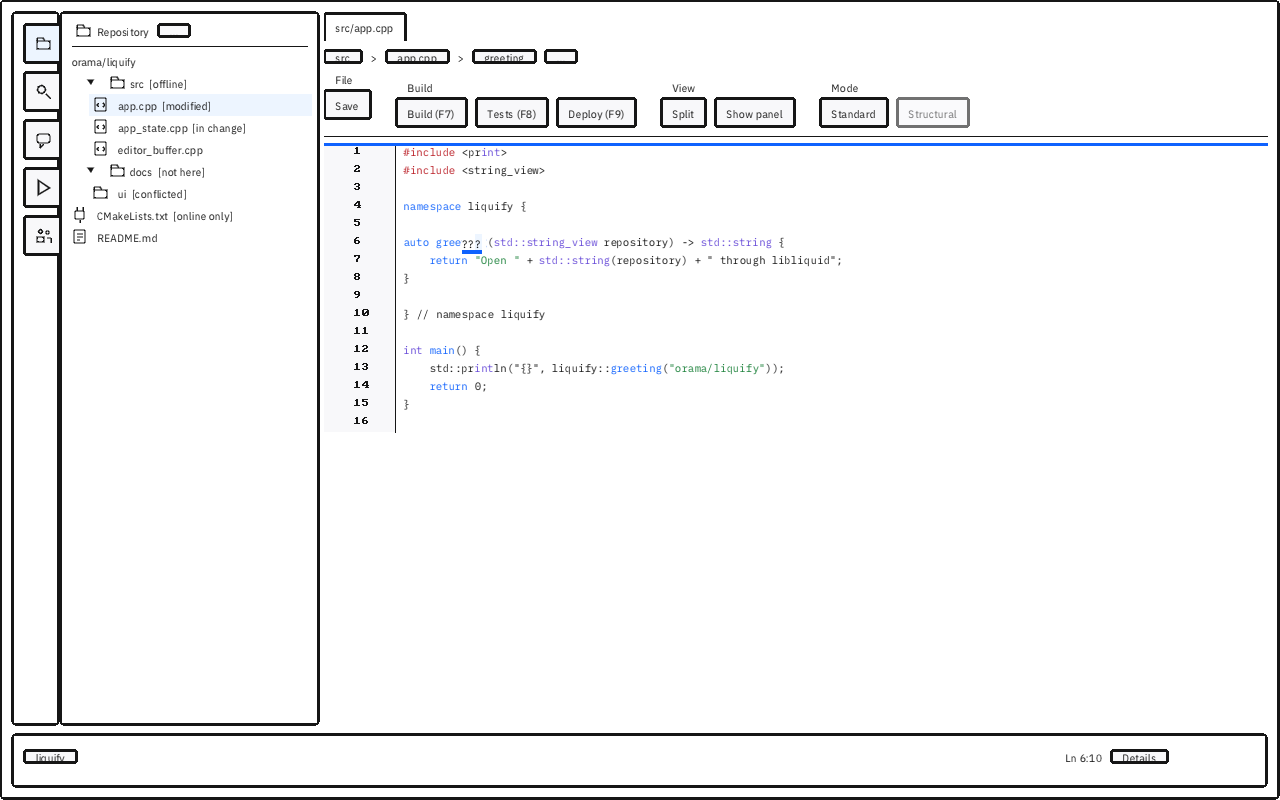 Repository
orama/liquify
src [offline]
app.cpp [modified]
app_state.cpp [in change]
editor_buffer.cpp
docs [not here]
ui [conflicted]
CMakeLists.txt [online only]
README.md
src/app.cpp
src > app.cpp > greeting
File Build View Mode
Save Build (F7) Tests (F8) Deploy (F9) Split Show panel Standard Structural
1 #include <print>
2 #include <string_view>
3
4 namespace liquify {
5
6 auto gree??? (std::string_view repository) -> std::string {
7 return "Open " + std::string(repository) + " through libliquid";
8 }
9
10 } // namespace liquify
11
12 int main() {
13 std::println("{}", liquify::greeting("orama/liquify"));
14 return 0;
15 }
16
liquify Ln 6:10 Details